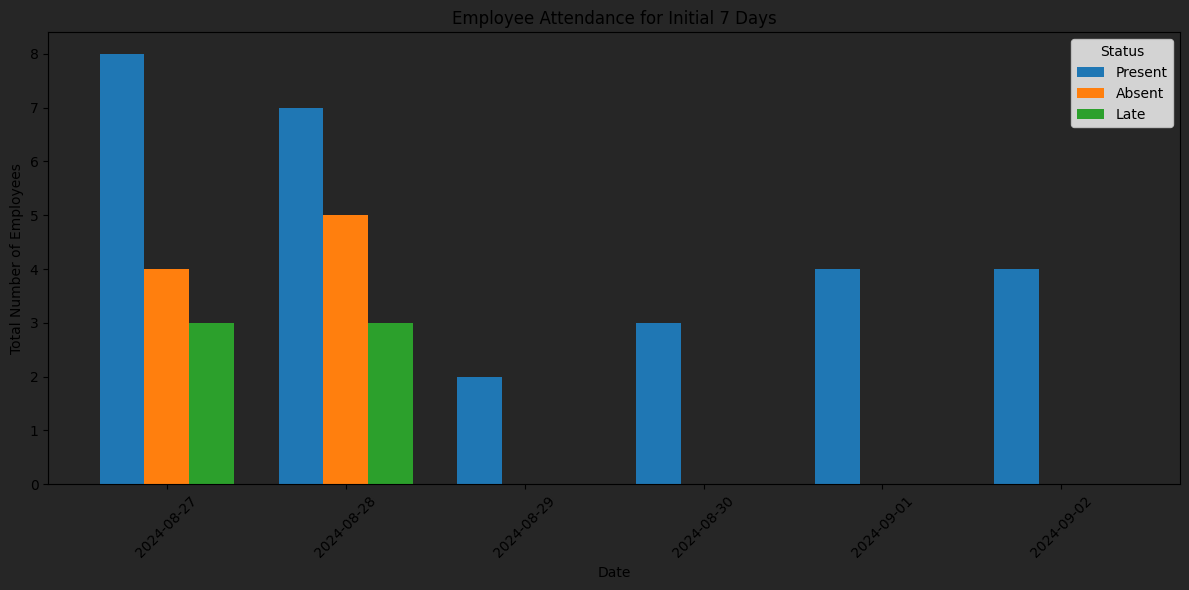 Employee Attendance for Initial 7 Days
Status
Present
Absent
Late
Total Number of Employees
8
7
6
5
4
3
2
1
0
2024-08-27
2024-08-28
2024-08-29
2024-08-30
2024-09-01
2024-09-02
Date